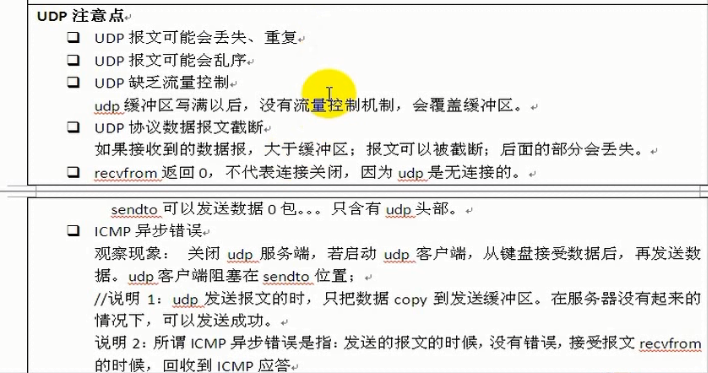 UDP 注意点
UDP 报文可能会丢失、重复
UDP 报文可能会乱序
UDP 缺乏流量控制
udp 缓冲区写满以后，没有流量控制机制，会覆盖缓冲区。
UDP 协议数据报文截断
如果接收到的数据报，大于缓冲区；报文可以被截断；后面的部分会丢失。
recvfrom 返回 0，不代表连接关闭，因为 udp 是无连接的。
sendto 可以发送数据 0 包。。。只含有 udp 头部。
ICMP 异步错误
观察现象： 关闭 udp 服务端，若启动 udp 客户端，从键盘接受数据后，再发送数
据。udp 客户端阻塞在 sendto 位置；
//说明 1：udp 发送报文的时，只把数据 copy 到发送缓冲区。在服务器没有起来的
情况下，可以发送成功。
说明 2：所谓 ICMP 异步错误是指：发送的报文的时候，没有错误，接受报文 recvfrom
的时候，回收到 ICMP 应答